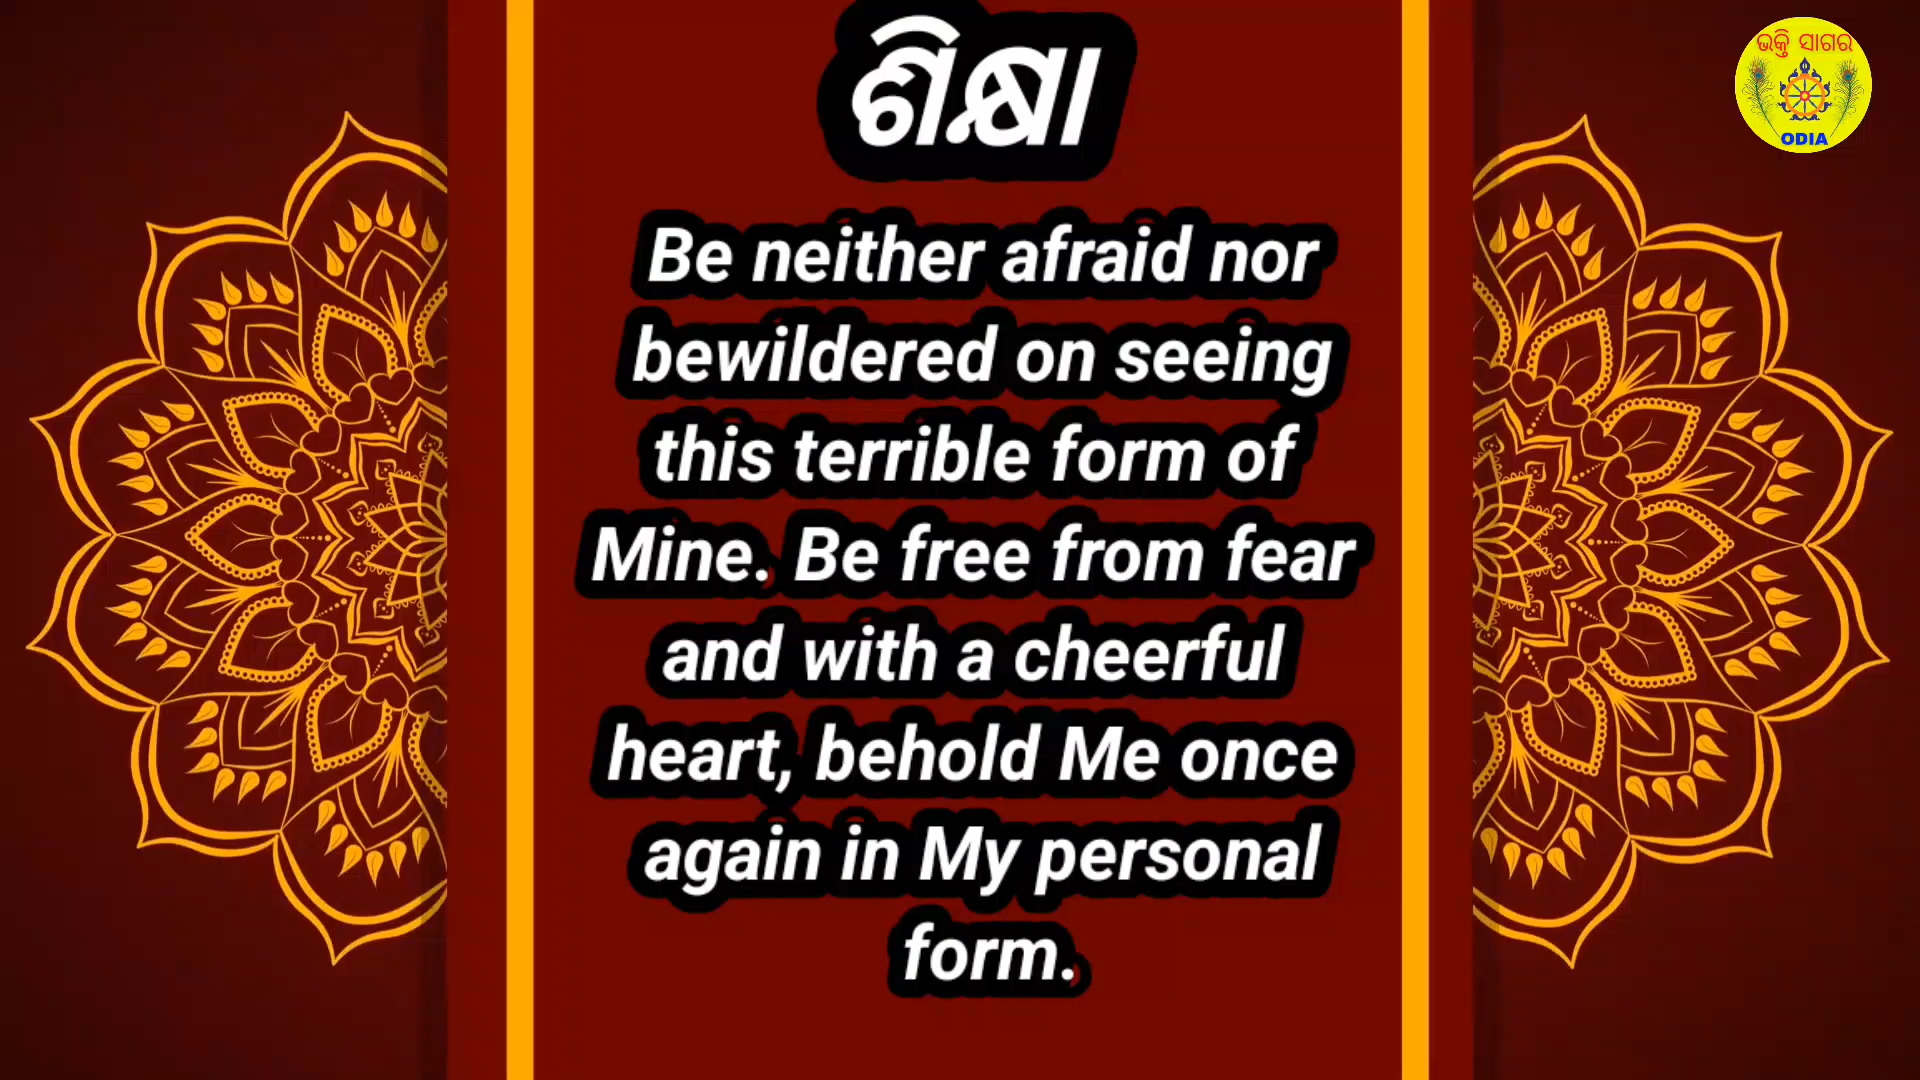 ଶିକ୍ଷା
Be neither afraid nor
bewildered on seeing
this terrible form of
Mine. Be free from fear
and with a cheerful
heart, behold Me once
again in My personal
form.
ଭକ୍ତି ସାଗର
ODIA